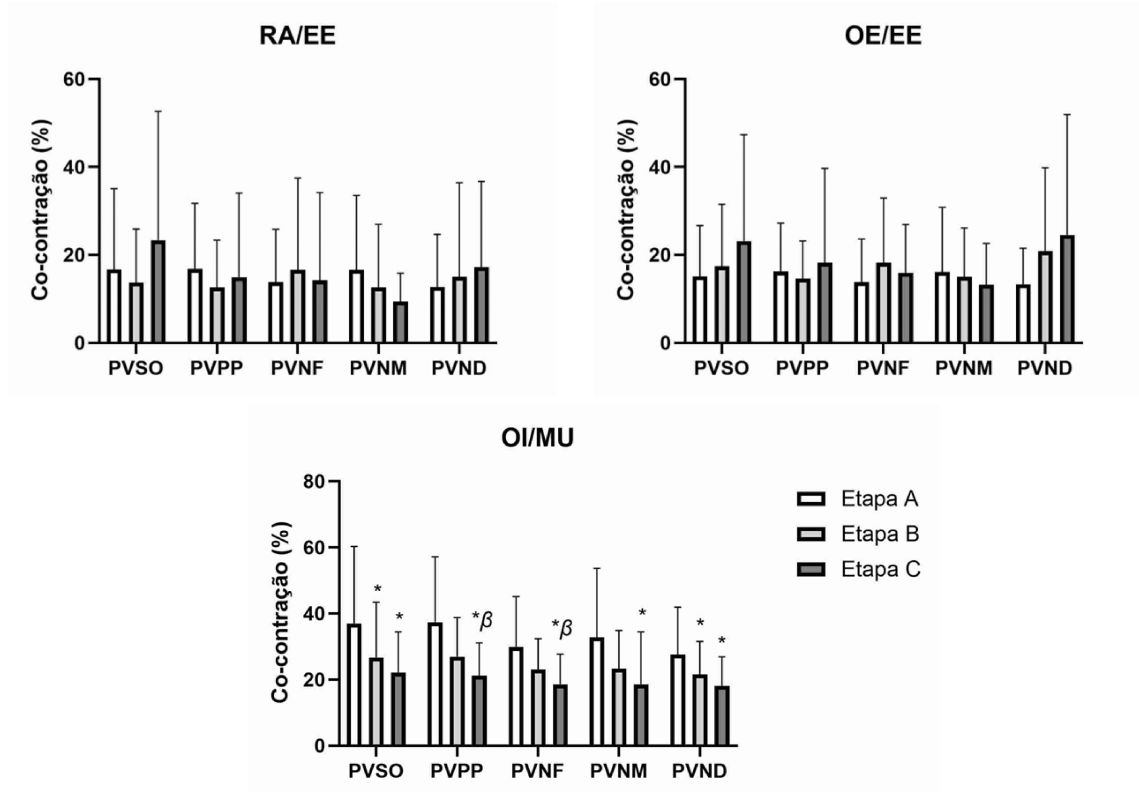 RA/EE
Co-contração (%)
60
40
20
0
PVSO PVPP PVNF PVNM PVND
OE/EE
Co-contração (%)
60
40
20
0
PVSO PVPP PVNF PVNM PVND
OI/MU
Co-contração (%)
80
60
40
20
0
* * *β *β * * *
PVSO PVPP PVNF PVNM PVND
Etapa A
Etapa B
Etapa C